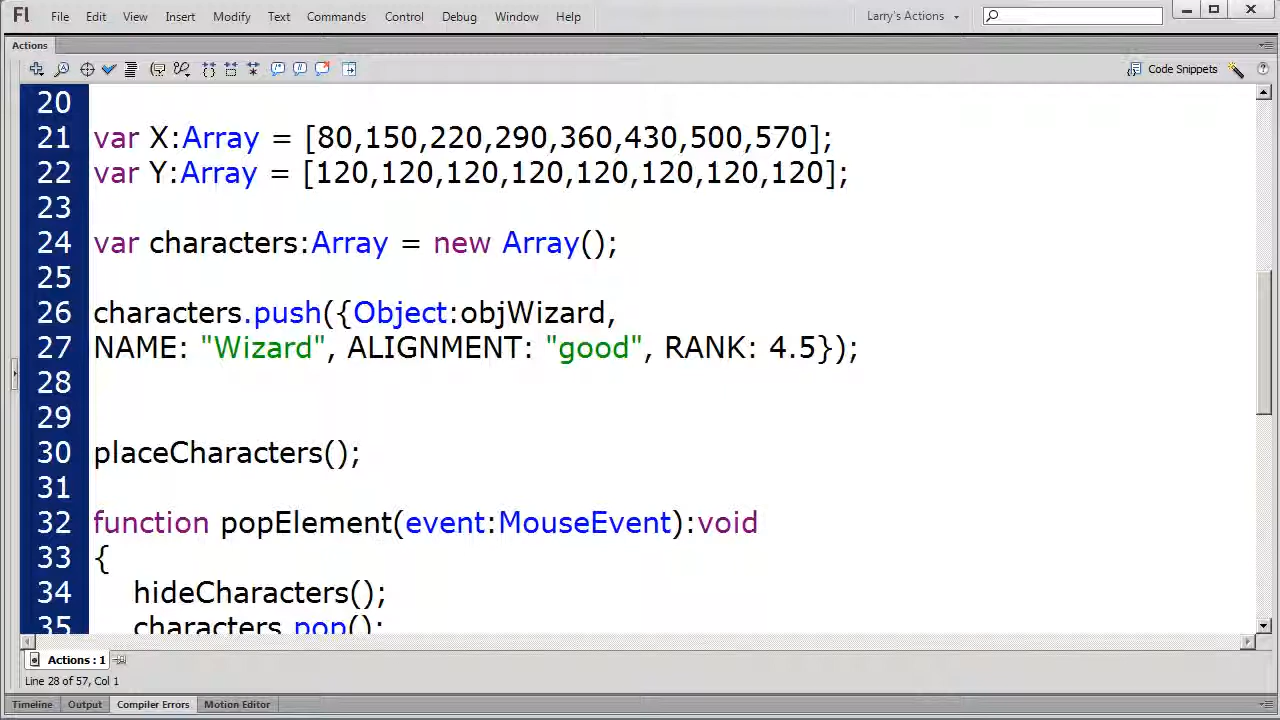 Fl File Edit View Insert Modify Text Commands Control Debug Window Help Larry's Actions
Actions
Code Snippets
20
21 var X:Array = [80,150,220,290,360,430,500,570];
22 var Y:Array = [120,120,120,120,120,120,120,120];
23
24 var characters:Array = new Array();
25
26 characters.push({Object:objWizard,
27 NAME: "Wizard", ALIGNMENT: "good", RANK: 4.5});
28
29
30 placeCharacters();
31
32 function popElement(event:MouseEvent):void
33 {
34 hideCharacters();
35 characters.pop();
Actions : 1
Line 28 of 57, Col 1
Timeline Output Compiler Errors Motion Editor